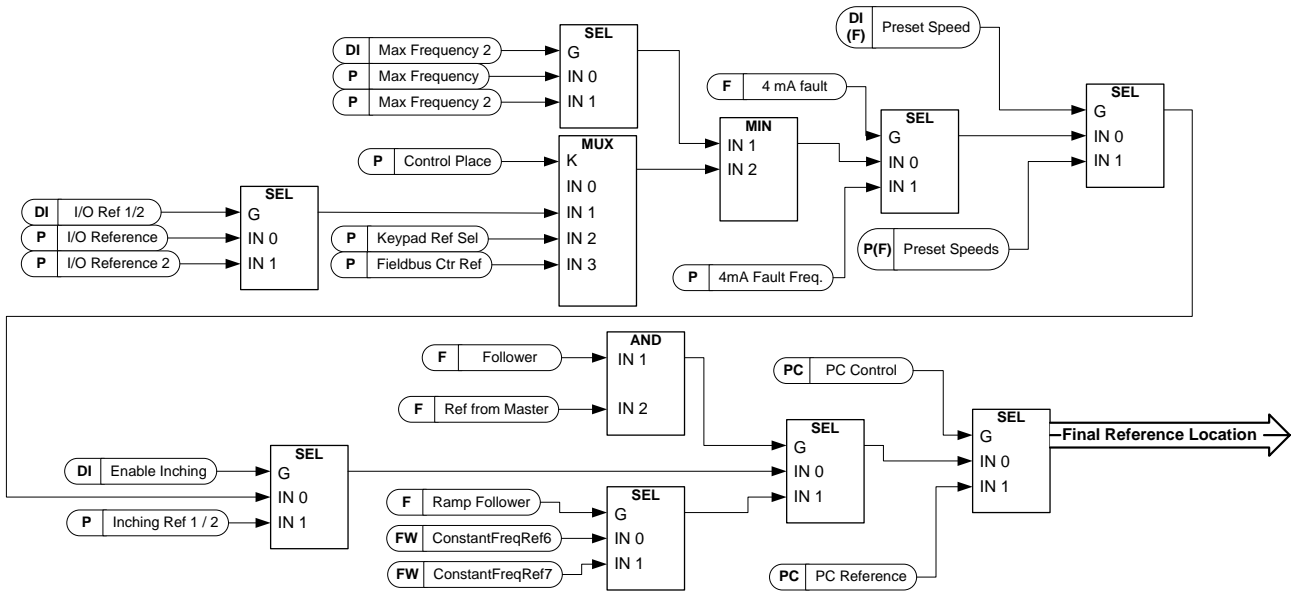 SEL
DI Max Frequency 2
G
P Max Frequency
IN 0
P Max Frequency 2
IN 1
DI (F) Preset Speed
F 4 mA fault
SEL
G
IN 0
IN 1
SEL
G
IN 0
IN 1
MIN
IN 1
IN 2
MUX
P Control Place
K
IN 0
IN 1
P Keypad Ref Sel
IN 2
P Fieldbus Ctr Ref
IN 3
SEL
DI I/O Ref 1/2
G
P I/O Reference
IN 0
P I/O Reference 2
IN 1
P(F) Preset Speeds
P 4mA Fault Freq.
AND
F Follower
IN 1
F Ref from Master
IN 2
PC PC Control
SEL
G
IN 0
IN 1
Final Reference Location
SEL
G
IN 0
IN 1
SEL
DI Enable Inching
G
IN 0
P Inching Ref 1 / 2
IN 1
SEL
F Ramp Follower
G
FW ConstantFreqRef6
IN 0
FW ConstantFreqRef7
IN 1
PC PC Reference